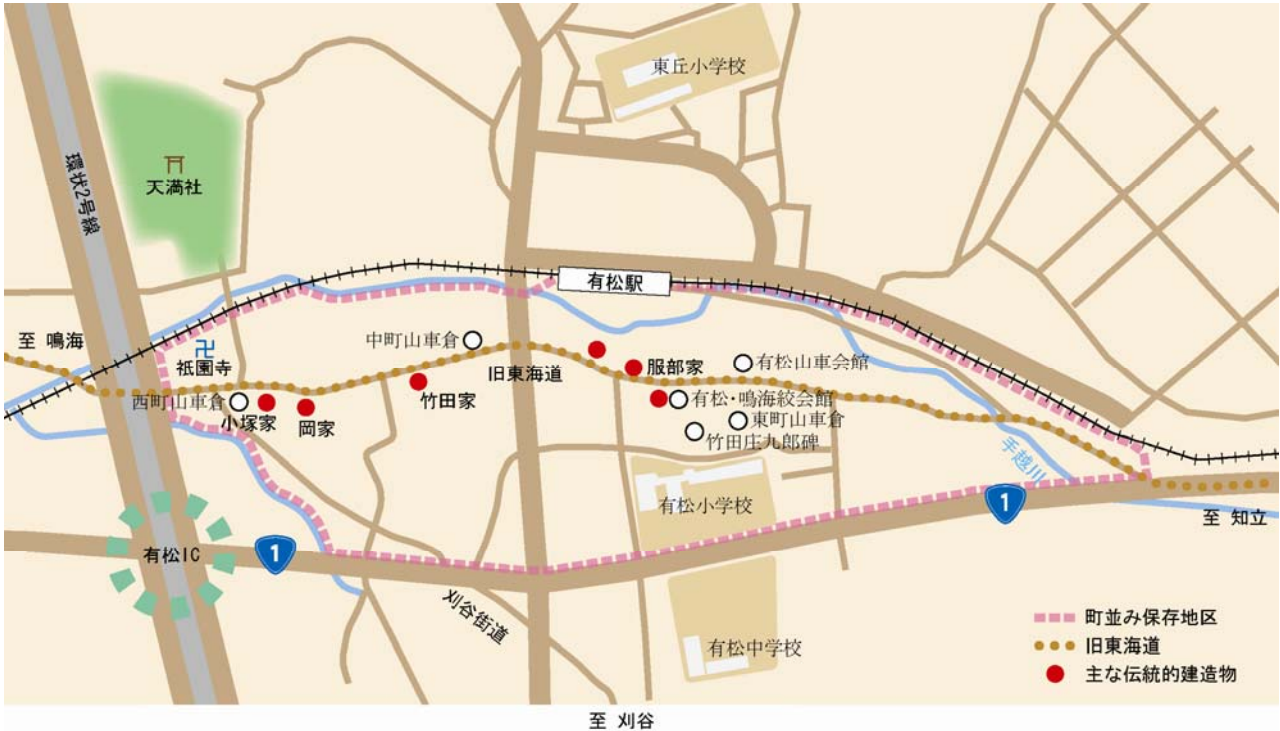 東丘小学校
環状2号線
天満社
有松駅
至 鳴海
祇園寺
中町山車倉
旧東海道
服部家
有松山車会館
西町山車倉
小塚家
岡家
竹田家
有松・鳴海絞会館
東町山車倉
竹田庄九郎碑
手越川
有松小学校
1
至 知立
有松IC
1
刈谷街道
有松中学校
町並み保存地区
旧東海道
主な伝統的建造物
至 刈谷